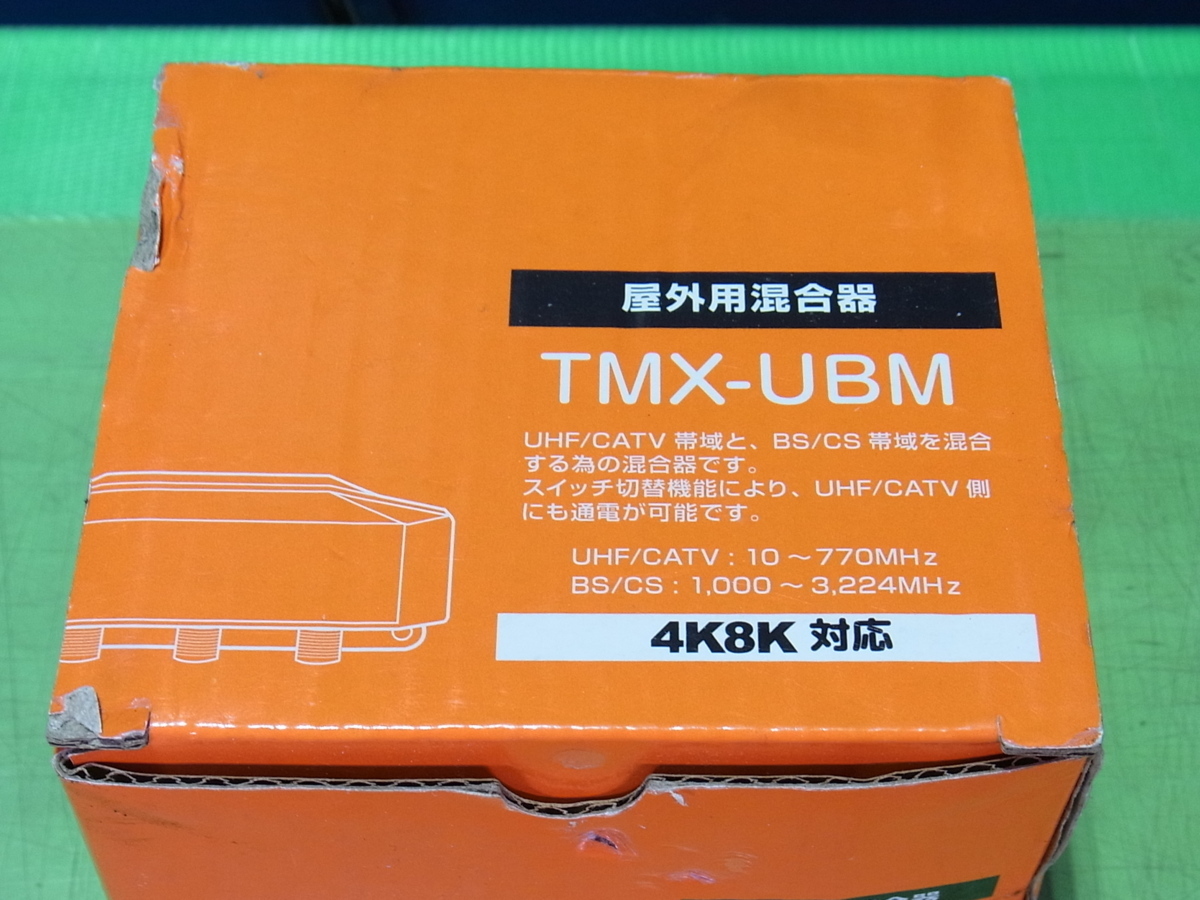 屋外用混合器
TMX-UBM
UHF/CATV 帯域と、BS/CS 帯域を混合
する為の混合器です。
スイッチ切替機能により、UHF/CATV 側
にも通電が可能です。
UHF/CATV : 10 ～ 770MHz
BS/CS : 1,000 ～ 3,224MHz
4K8K 対応